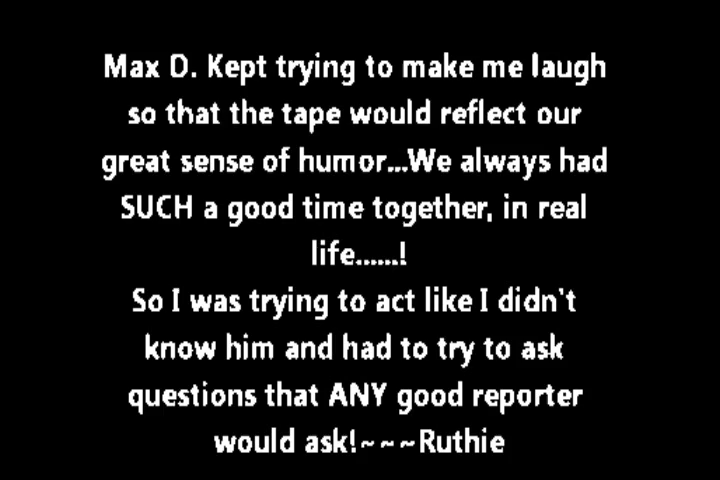 Max D. Kept trying to make me laugh
so that the tape would reflect our
great sense of humor...We always had
SUCH a good time together, in real
life......!
So I was trying to act like I didn't
know him and had to try to ask
questions that ANY good reporter
would ask!~~~Ruthie